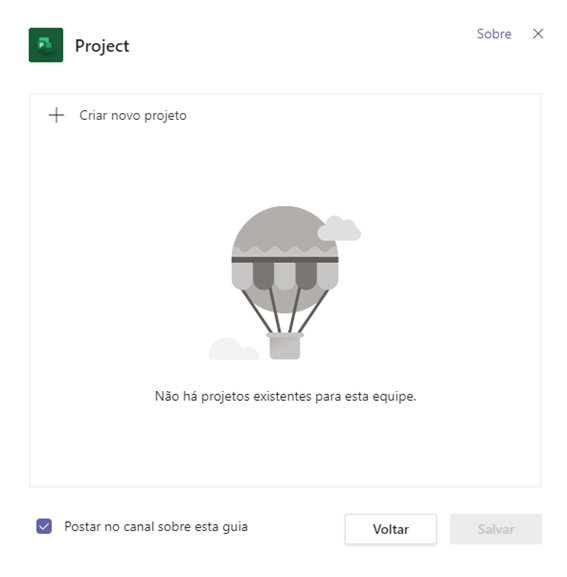 Project
Sobre
Criar novo projeto
Não há projetos existentes para esta equipe.
Postar no canal sobre esta guia
Voltar
Salvar